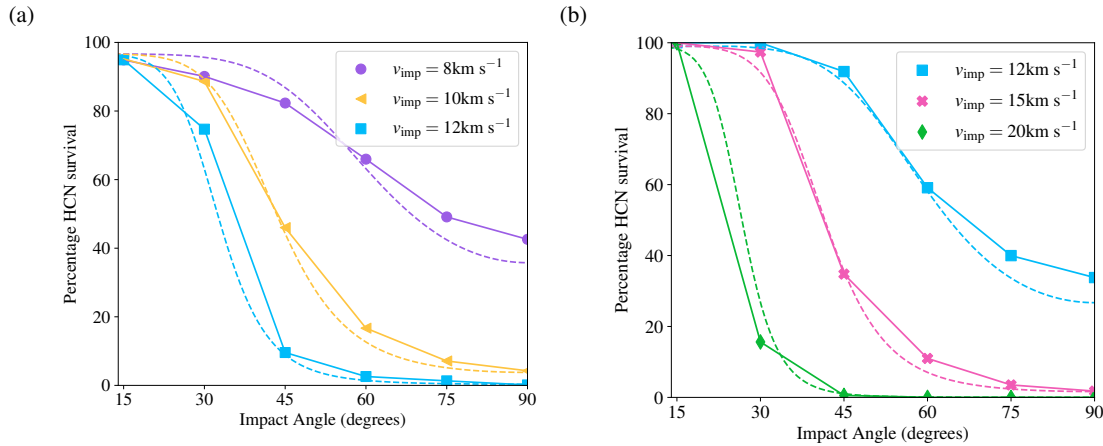 (a)
100
80
60
40
20
0
Percentage HCN survival
v_imp = 8km s⁻¹
v_imp = 10km s⁻¹
v_imp = 12km s⁻¹
15 30 45 60 75 90
Impact Angle (degrees)
(b)
100
80
60
40
20
0
Percentage HCN survival
v_imp = 12km s⁻¹
v_imp = 15km s⁻¹
v_imp = 20km s⁻¹
15 30 45 60 75 90
Impact Angle (degrees)